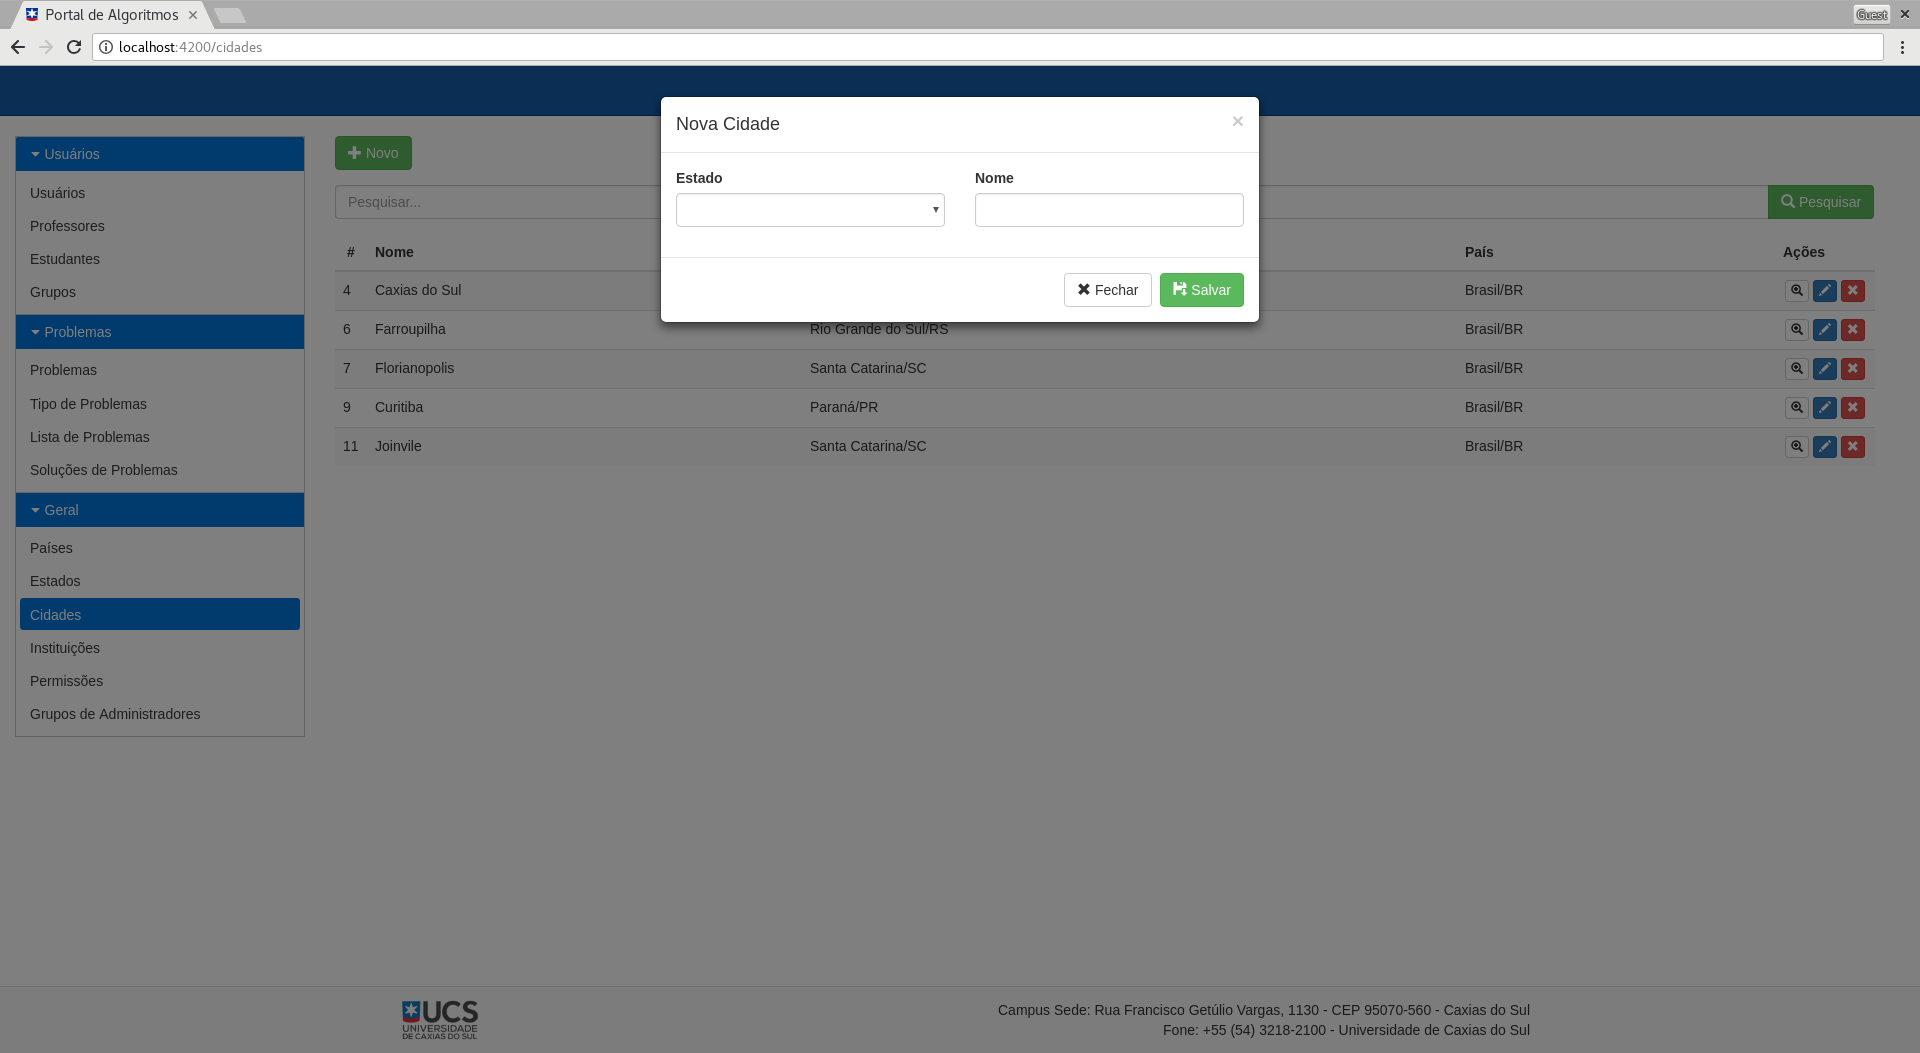 Portal de Algoritmos
Guest
localhost:4200/cidades
Nova Cidade
Estado
Nome
Fechar
Salvar
Usuários
Usuários
Professores
Estudantes
Grupos
Problemas
Problemas
Tipo de Problemas
Lista de Problemas
Soluções de Problemas
Geral
Países
Estados
Cidades
Instituições
Permissões
Grupos de Administradores
Novo
Pesquisar...
Pesquisar
# Nome País Ações
4 Caxias do Sul Brasil/BR
6 Farroupilha Rio Grande do Sul/RS Brasil/BR
7 Florianopolis Santa Catarina/SC Brasil/BR
9 Curitiba Paraná/PR Brasil/BR
11 Joinvile Santa Catarina/SC Brasil/BR
UCS
UNIVERSIDADE
DE CAXIAS DO SUL
Campus Sede: Rua Francisco Getúlio Vargas, 1130 - CEP 95070-560 - Caxias do Sul
Fone: +55 (54) 3218-2100 - Universidade de Caxias do Sul